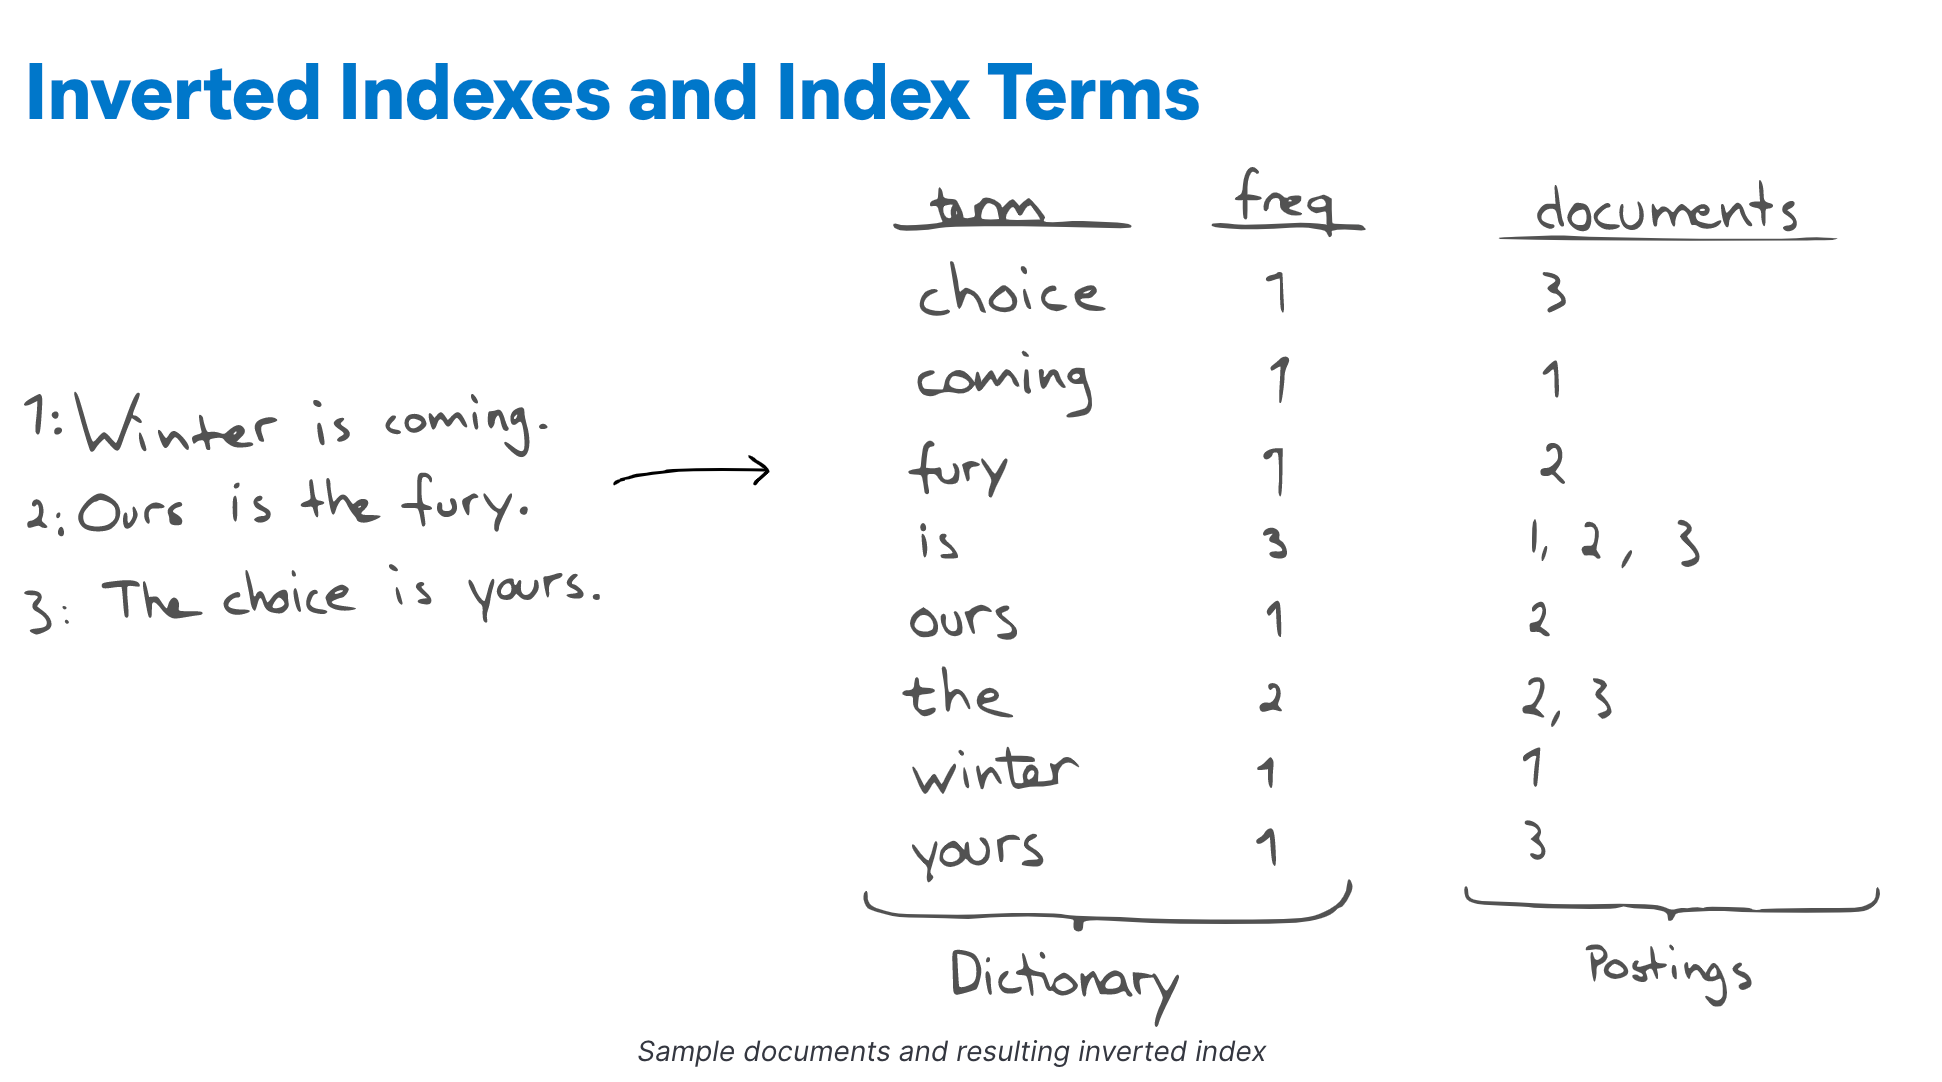 Inverted Indexes and Index Terms
1: Winter is coming.
2: Ours is the fury.
3: The choice is yours.
term freq documents
choice 1 3
coming 1 1
fury 1 2
is 3 1, 2, 3
ours 1 2
the 2 2, 3
winter 1 1
yours 1 3
Dictionary Postings
Sample documents and resulting inverted index